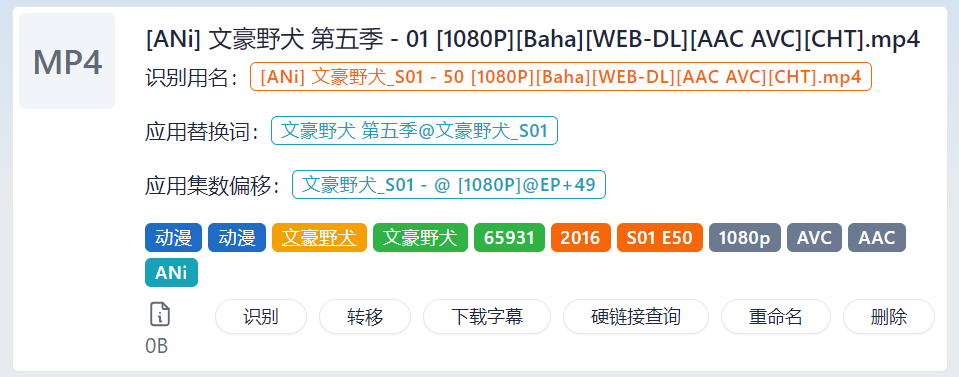 MP4
[ANi] 文豪野犬 第五季 - 01 [1080P][Baha][WEB-DL][AAC AVC][CHT].mp4
识别用名： [ANi] 文豪野犬_S01 - 50 [1080P][Baha][WEB-DL][AAC AVC][CHT].mp4
应用替换词： 文豪野犬 第五季@文豪野犬_S01
应用集数偏移： 文豪野犬_S01 - @ [1080P]@EP+49
动漫 动漫 文豪野犬 文豪野犬 65931 2016 S01 E50 1080p AVC AAC
ANi
识别 转移 下载字幕 硬链接查询 重命名 删除
0B